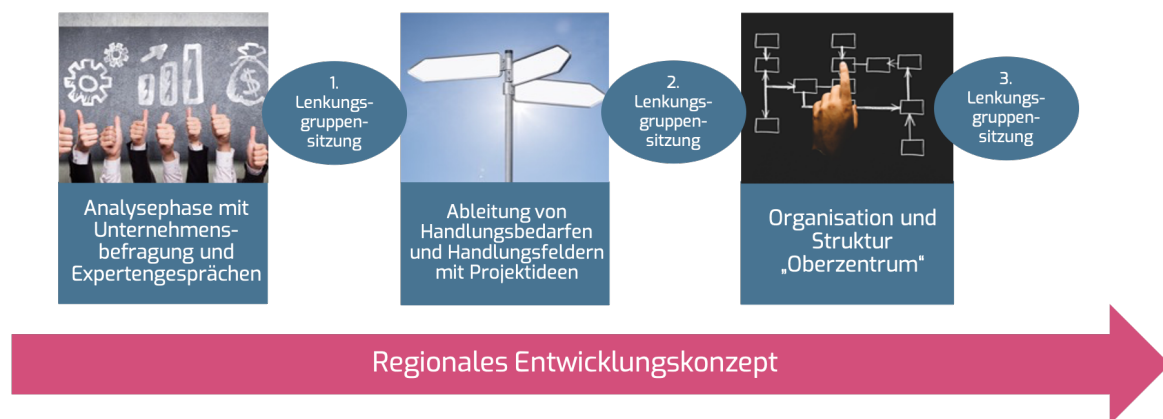 1.
Lenkungs-
gruppen-
sitzung
2.
Lenkungs-
gruppen-
sitzung
3.
Lenkungs-
gruppen-
sitzung
Analysephase mit
Unternehmens-
befragung und
Expertengesprächen
Ableitung von
Handlungsbedarfen
und Handlungsfeldern
mit Projektideen
Organisation und
Struktur
„Oberzentrum“
Regionales Entwicklungskonzept